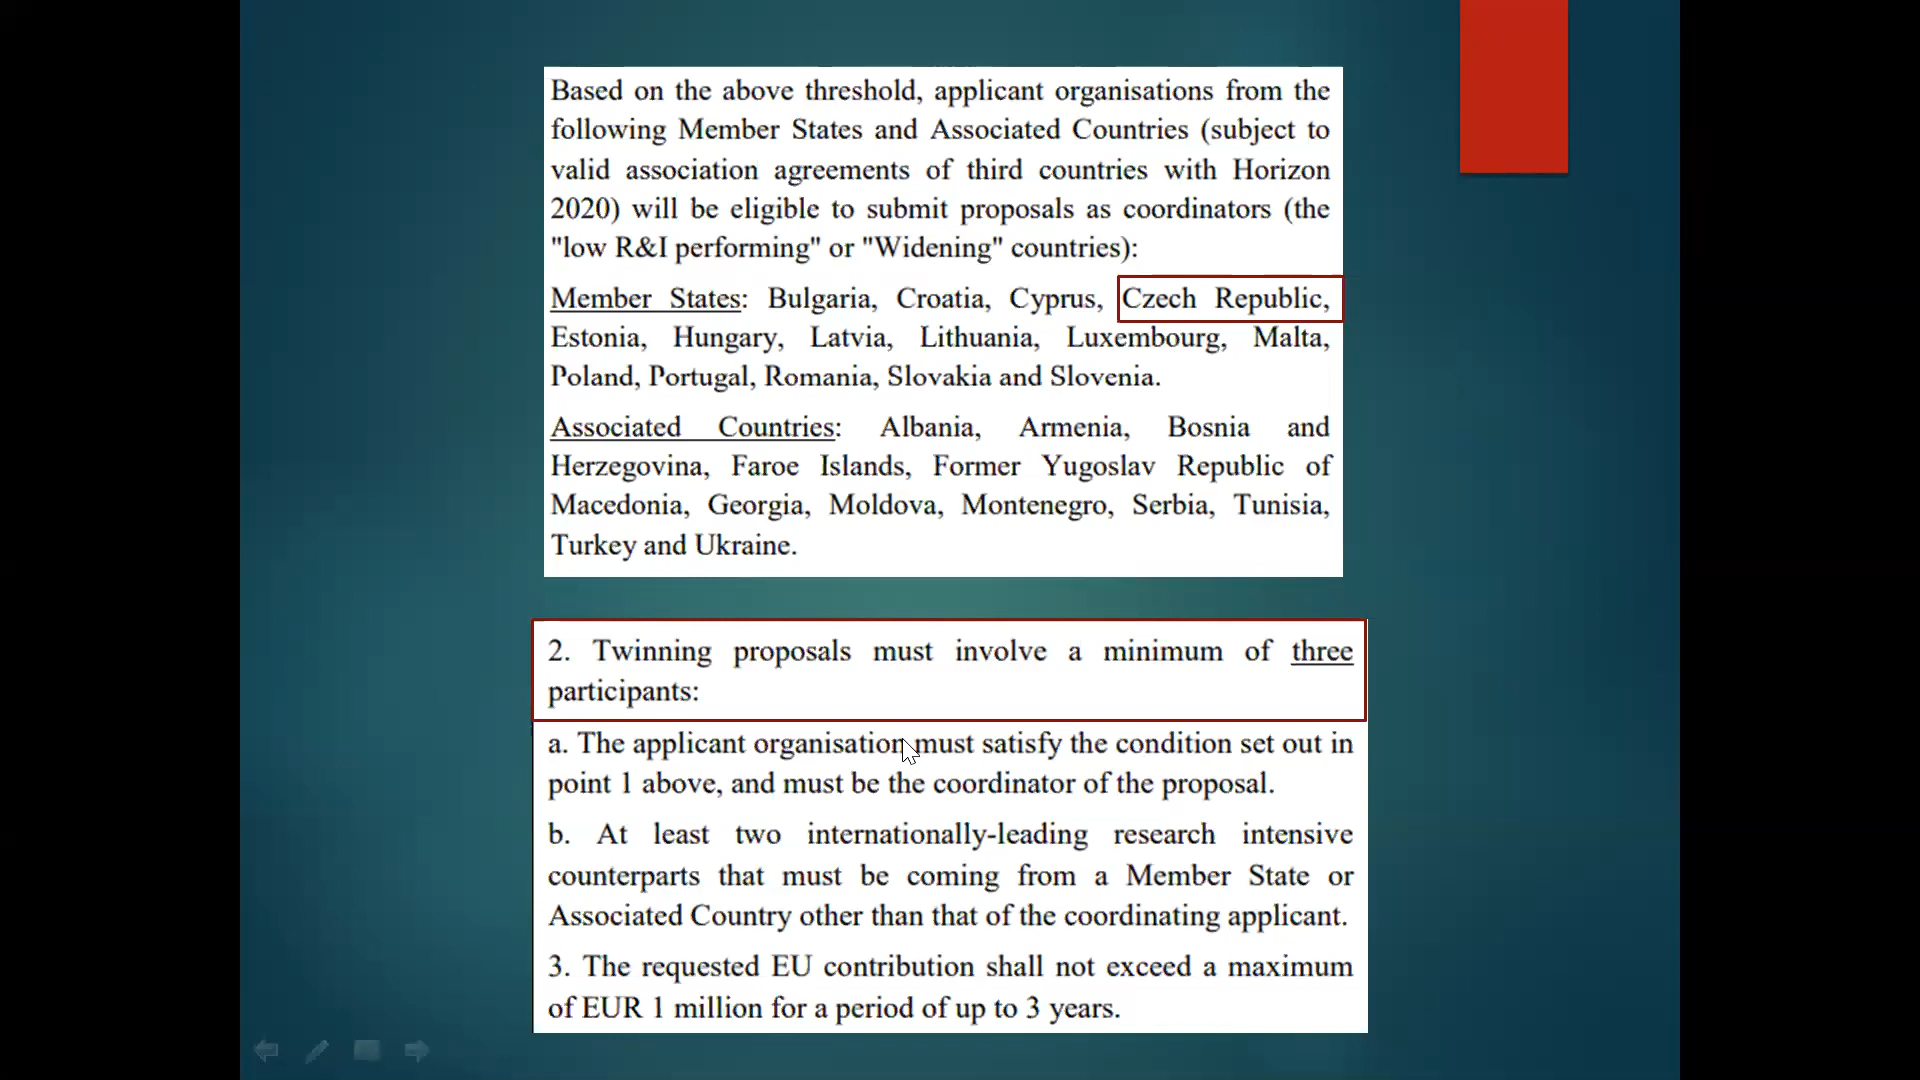 Based on the above threshold, applicant organisations from the
following Member States and Associated Countries (subject to
valid association agreements of third countries with Horizon
2020) will be eligible to submit proposals as coordinators (the
"low R&I performing" or "Widening" countries):
Member States: Bulgaria, Croatia, Cyprus, Czech Republic,
Estonia, Hungary, Latvia, Lithuania, Luxembourg, Malta,
Poland, Portugal, Romania, Slovakia and Slovenia.
Associated Countries: Albania, Armenia, Bosnia and
Herzegovina, Faroe Islands, Former Yugoslav Republic of
Macedonia, Georgia, Moldova, Montenegro, Serbia, Tunisia,
Turkey and Ukraine.
2. Twinning proposals must involve a minimum of three
participants:
a. The applicant organisation must satisfy the condition set out in
point 1 above, and must be the coordinator of the proposal.
b. At least two internationally-leading research intensive
counterparts that must be coming from a Member State or
Associated Country other than that of the coordinating applicant.
3. The requested EU contribution shall not exceed a maximum
of EUR 1 million for a period of up to 3 years.